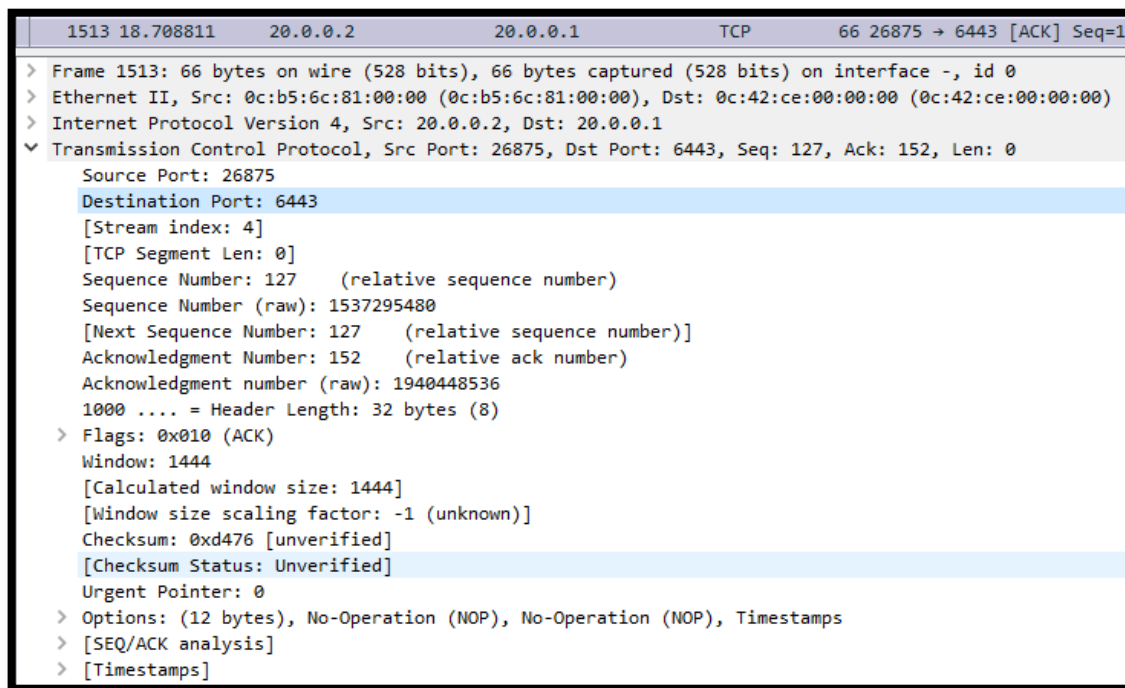 1513 18.708811 20.0.0.2 20.0.0.1 TCP 66 26875 → 6443 [ACK] Seq=1
Frame 1513: 66 bytes on wire (528 bits), 66 bytes captured (528 bits) on interface -, id 0
Ethernet II, Src: 0c:b5:6c:81:00:00 (0c:b5:6c:81:00:00), Dst: 0c:42:ce:00:00:00 (0c:42:ce:00:00:00)
Internet Protocol Version 4, Src: 20.0.0.2, Dst: 20.0.0.1
Transmission Control Protocol, Src Port: 26875, Dst Port: 6443, Seq: 127, Ack: 152, Len: 0
Source Port: 26875
Destination Port: 6443
[Stream index: 4]
[TCP Segment Len: 0]
Sequence Number: 127 (relative sequence number)
Sequence Number (raw): 1537295480
[Next Sequence Number: 127 (relative sequence number)]
Acknowledgment Number: 152 (relative ack number)
Acknowledgment number (raw): 1940448536
1000 .... = Header Length: 32 bytes (8)
Flags: 0x010 (ACK)
Window: 1444
[Calculated window size: 1444]
[Window size scaling factor: -1 (unknown)]
Checksum: 0xd476 [unverified]
[Checksum Status: Unverified]
Urgent Pointer: 0
Options: (12 bytes), No-Operation (NOP), No-Operation (NOP), Timestamps
[SEQ/ACK analysis]
[Timestamps]